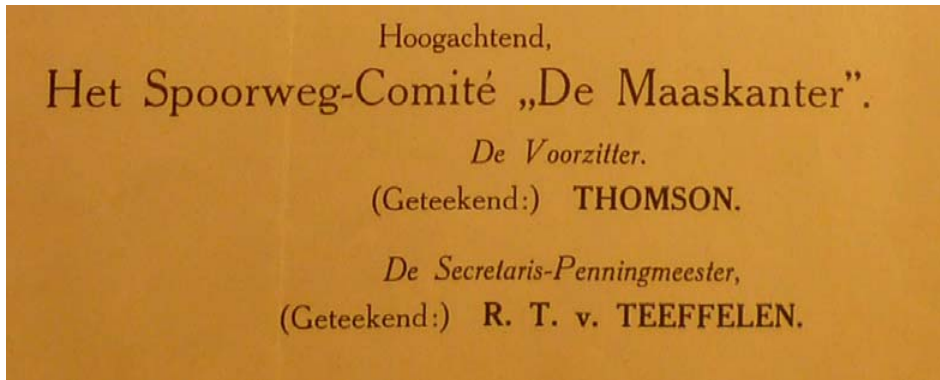 Hoogachtend,
Het Spoorweg-Comité „De Maaskanter”.
De Voorzitter.
(Geteekend:) THOMSON.
De Secretaris-Penningmeester,
(Geteekend:) R. T. v. TEEFFELEN.